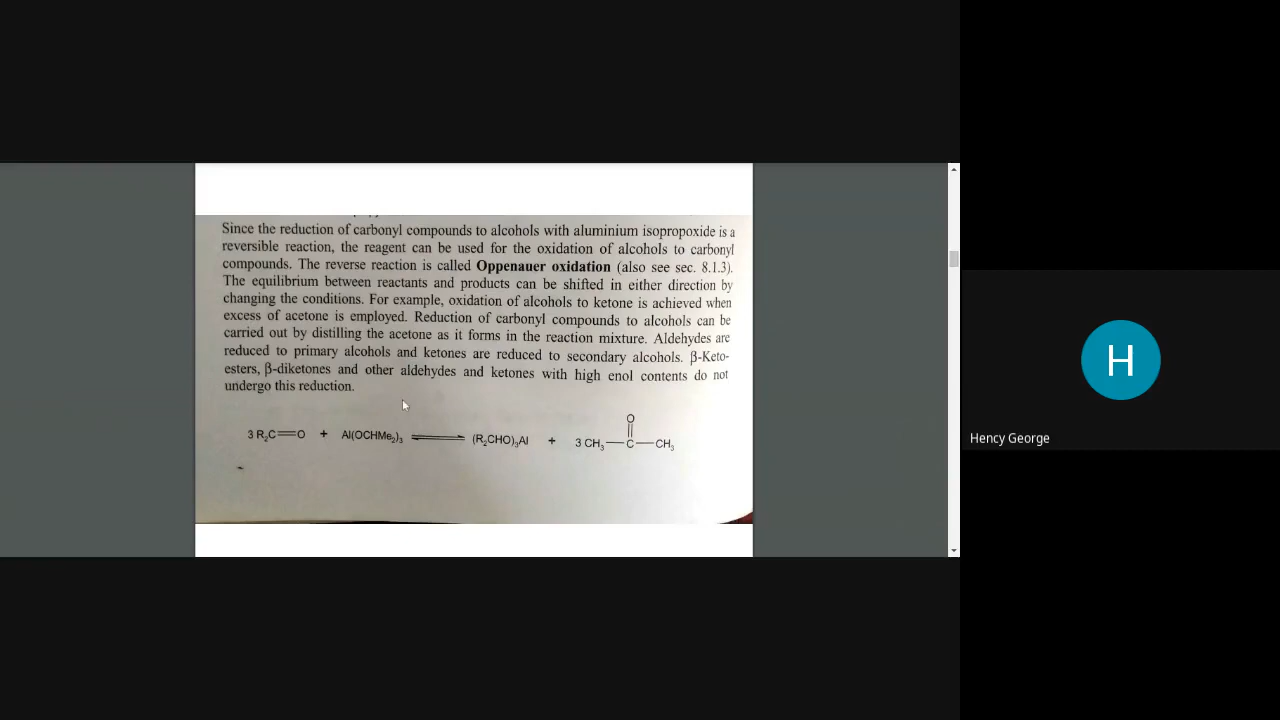 Since the reduction of carbonyl compounds to alcohols with aluminium isopropoxide is a
reversible reaction, the reagent can be used for the oxidation of alcohols to carbonyl
compounds. The reverse reaction is called Oppenauer oxidation (also see sec. 8.1.3).
The equilibrium between reactants and products can be shifted in either direction by
changing the conditions. For example, oxidation of alcohols to ketone is achieved when
excess of acetone is employed. Reduction of carbonyl compounds to alcohols can be
carried out by distilling the acetone as it forms in the reaction mixture. Aldehydes are
reduced to primary alcohols and ketones are reduced to secondary alcohols. β-Keto-
esters, β-diketones and other aldehydes and ketones with high enol contents do not
undergo this reduction.
O
3 R₂C=O + Al(OCHMe₂)₃ ⇌ (R₂CHO)₃Al + 3 CH₃—C—CH₃
H
Hency George